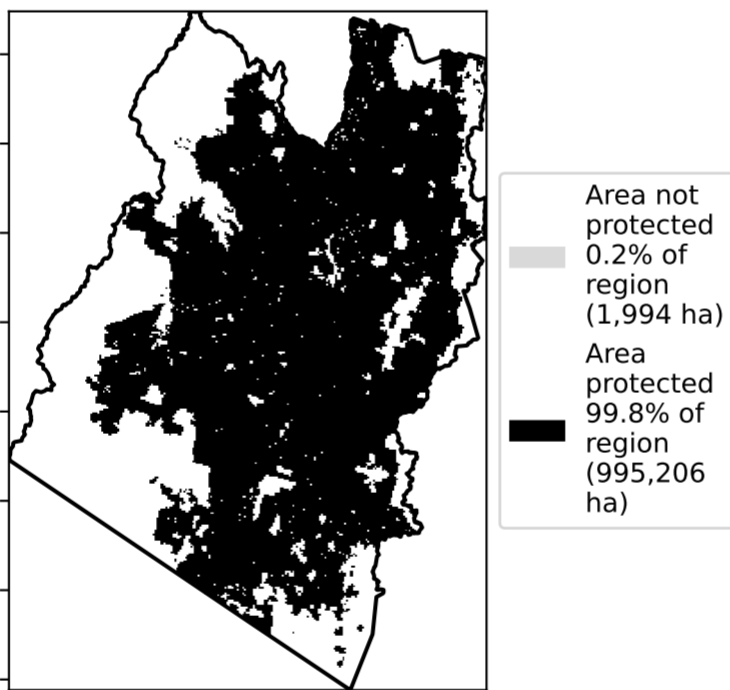 Area not
protected
0.2% of
region
(1,994 ha)
Area
protected
99.8% of
region
(995,206
ha)